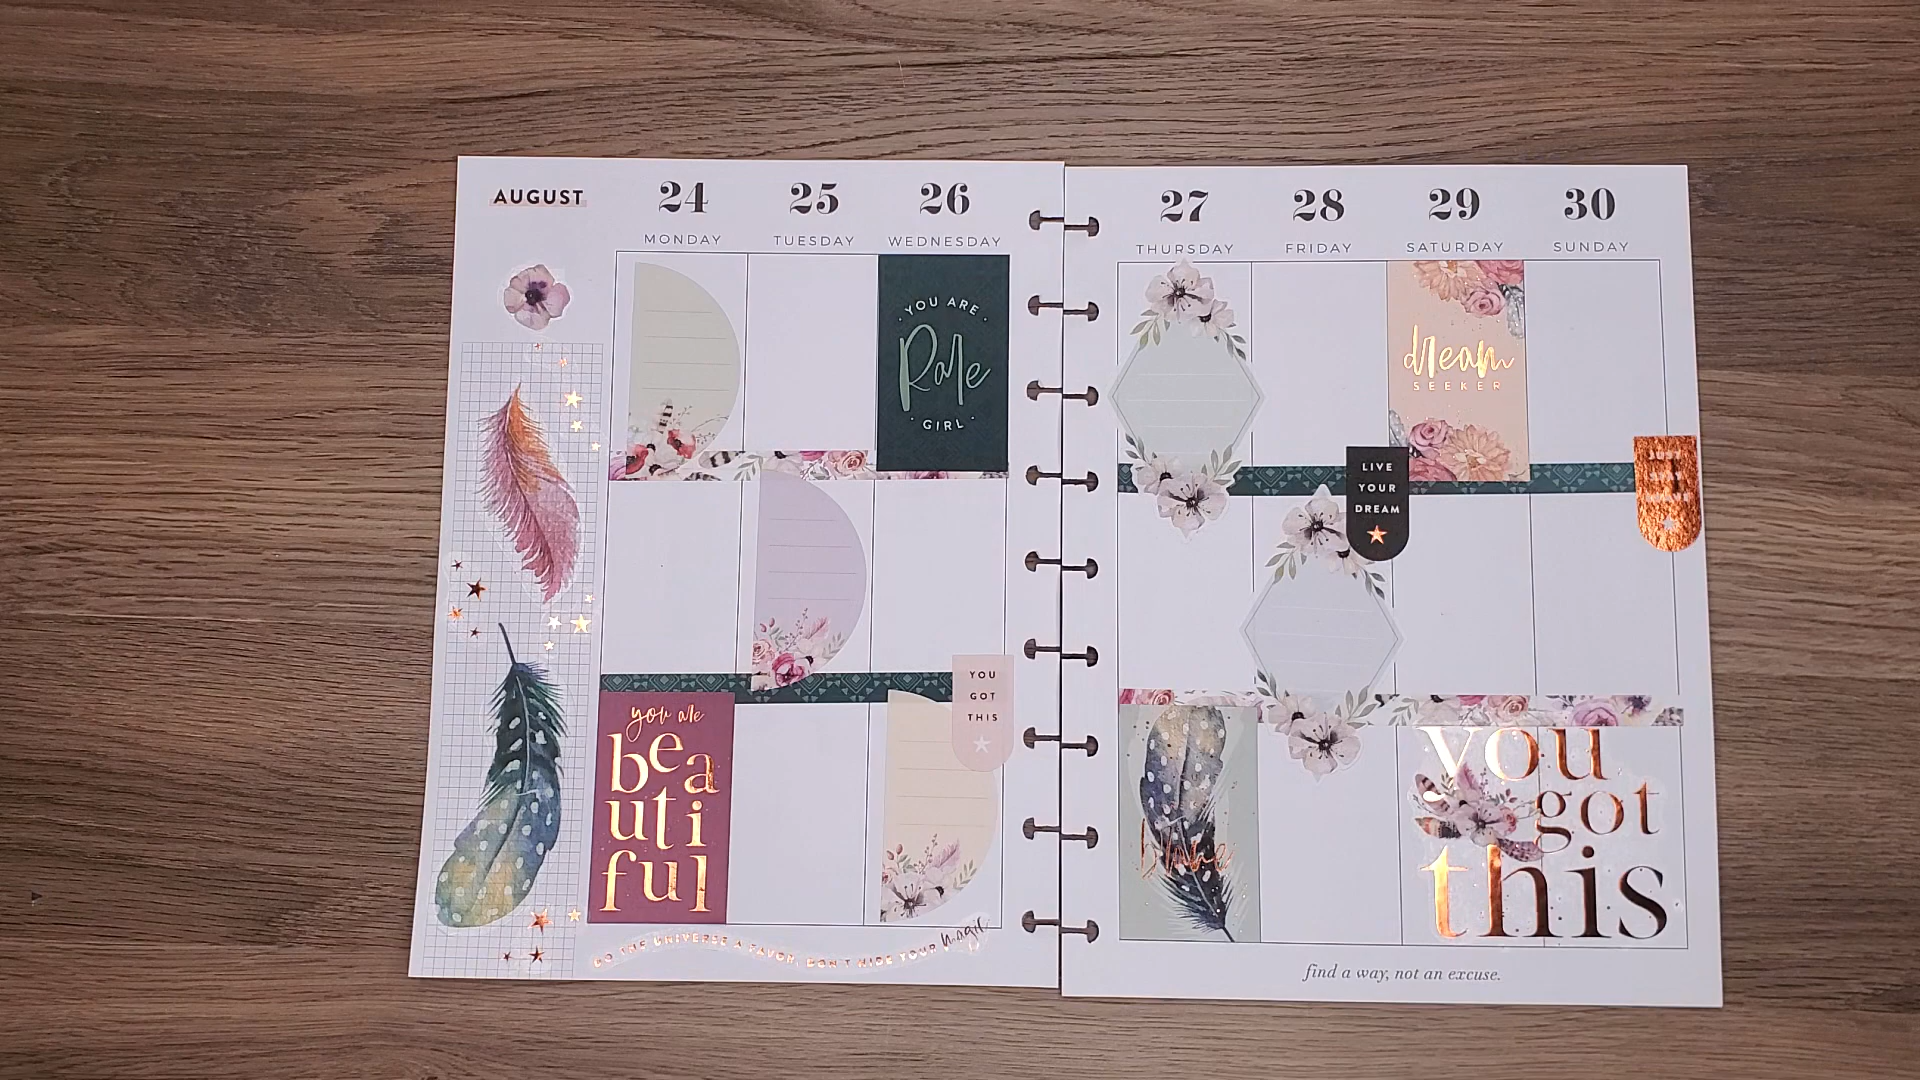 AUGUST
24
MONDAY
25
TUESDAY
26
WEDNESDAY
27
THURSDAY
28
FRIDAY
29
SATURDAY
30
SUNDAY
· YOU ARE ·
Rare
· GIRL ·
dream
SEEKER
LIVE
YOUR
DREAM
JUST
YOU
GOT
THIS
you are
be a
uti
ful
you
got
this
DO THE UNIVERSE A FAVOR, DON'T HIDE YOUR magic
find a way, not an excuse.